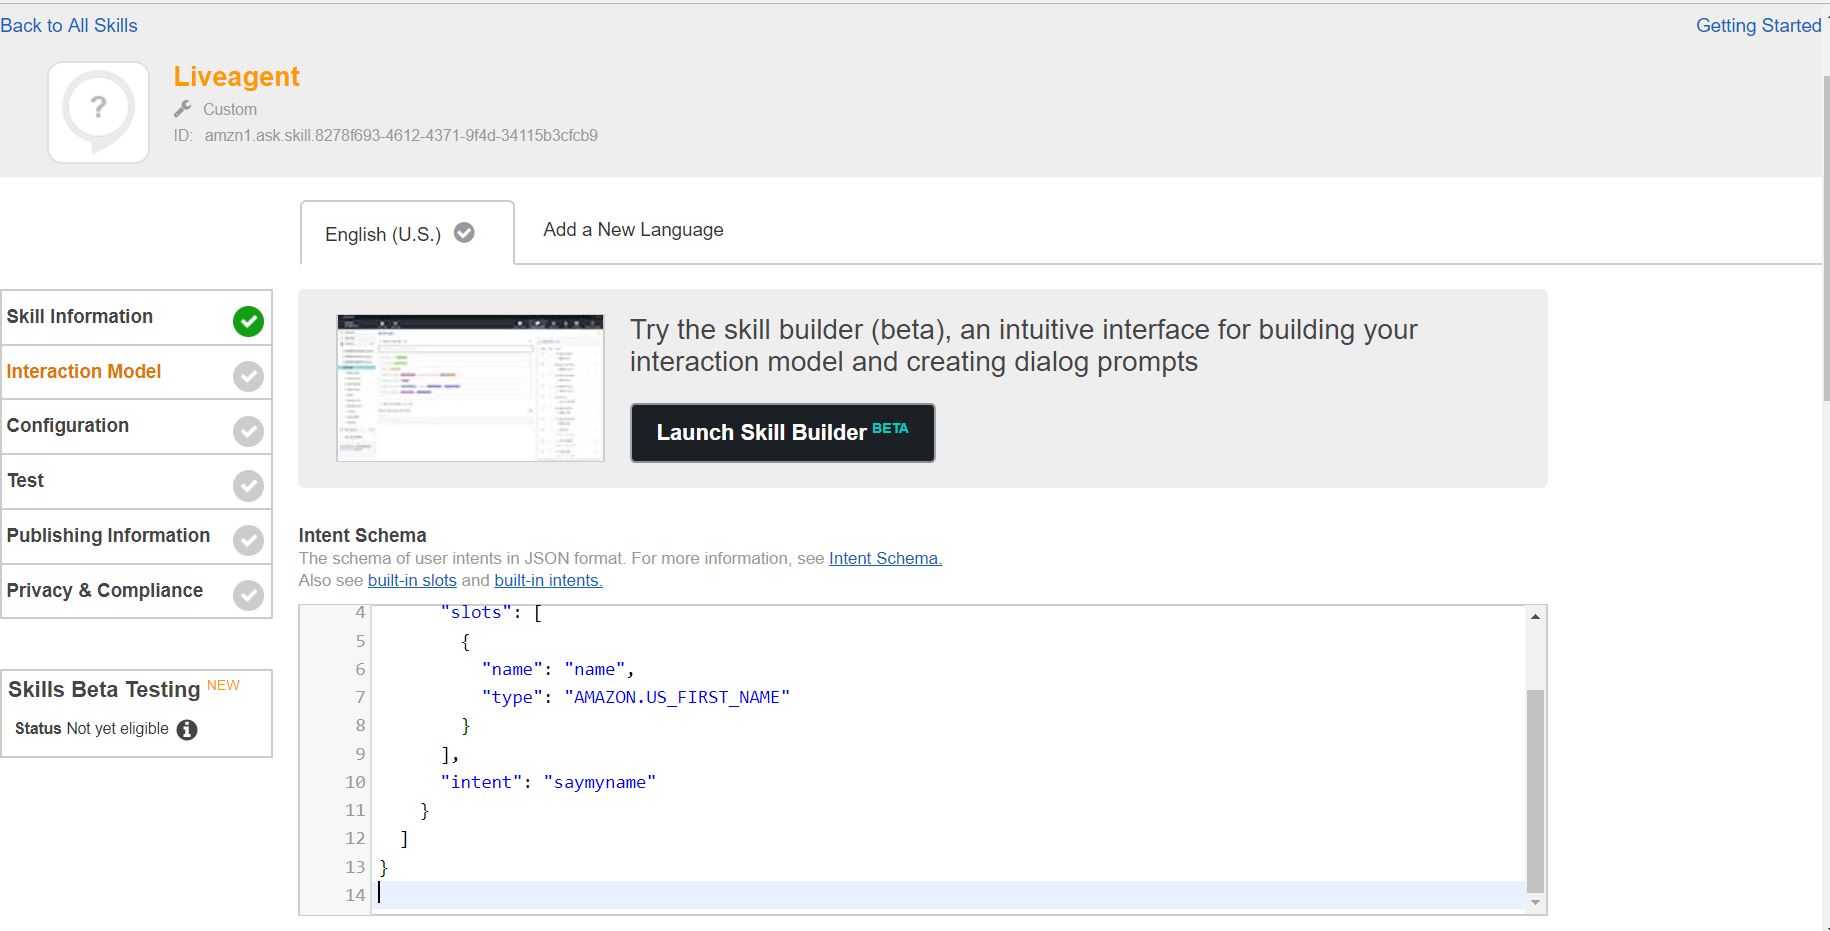 Back to All Skills
Getting Started
?
Liveagent
Custom
ID: amzn1.ask.skill.8278f693-4612-4371-9f4d-34115b3cfcb9
English (U.S.)
Add a New Language
Skill Information
Interaction Model
Configuration
Test
Publishing Information
Privacy & Compliance
Skills Beta Testing NEW
Status Not yet eligible
Try the skill builder (beta), an intuitive interface for building your
interaction model and creating dialog prompts
Launch Skill Builder BETA
Intent Schema
The schema of user intents in JSON format. For more information, see Intent Schema.
Also see built-in slots and built-in intents.
4 "slots": [
5 {
6 "name": "name",
7 "type": "AMAZON.US_FIRST_NAME"
8 }
9 ],
10 "intent": "saymyname"
11 }
12 ]
13 }
14